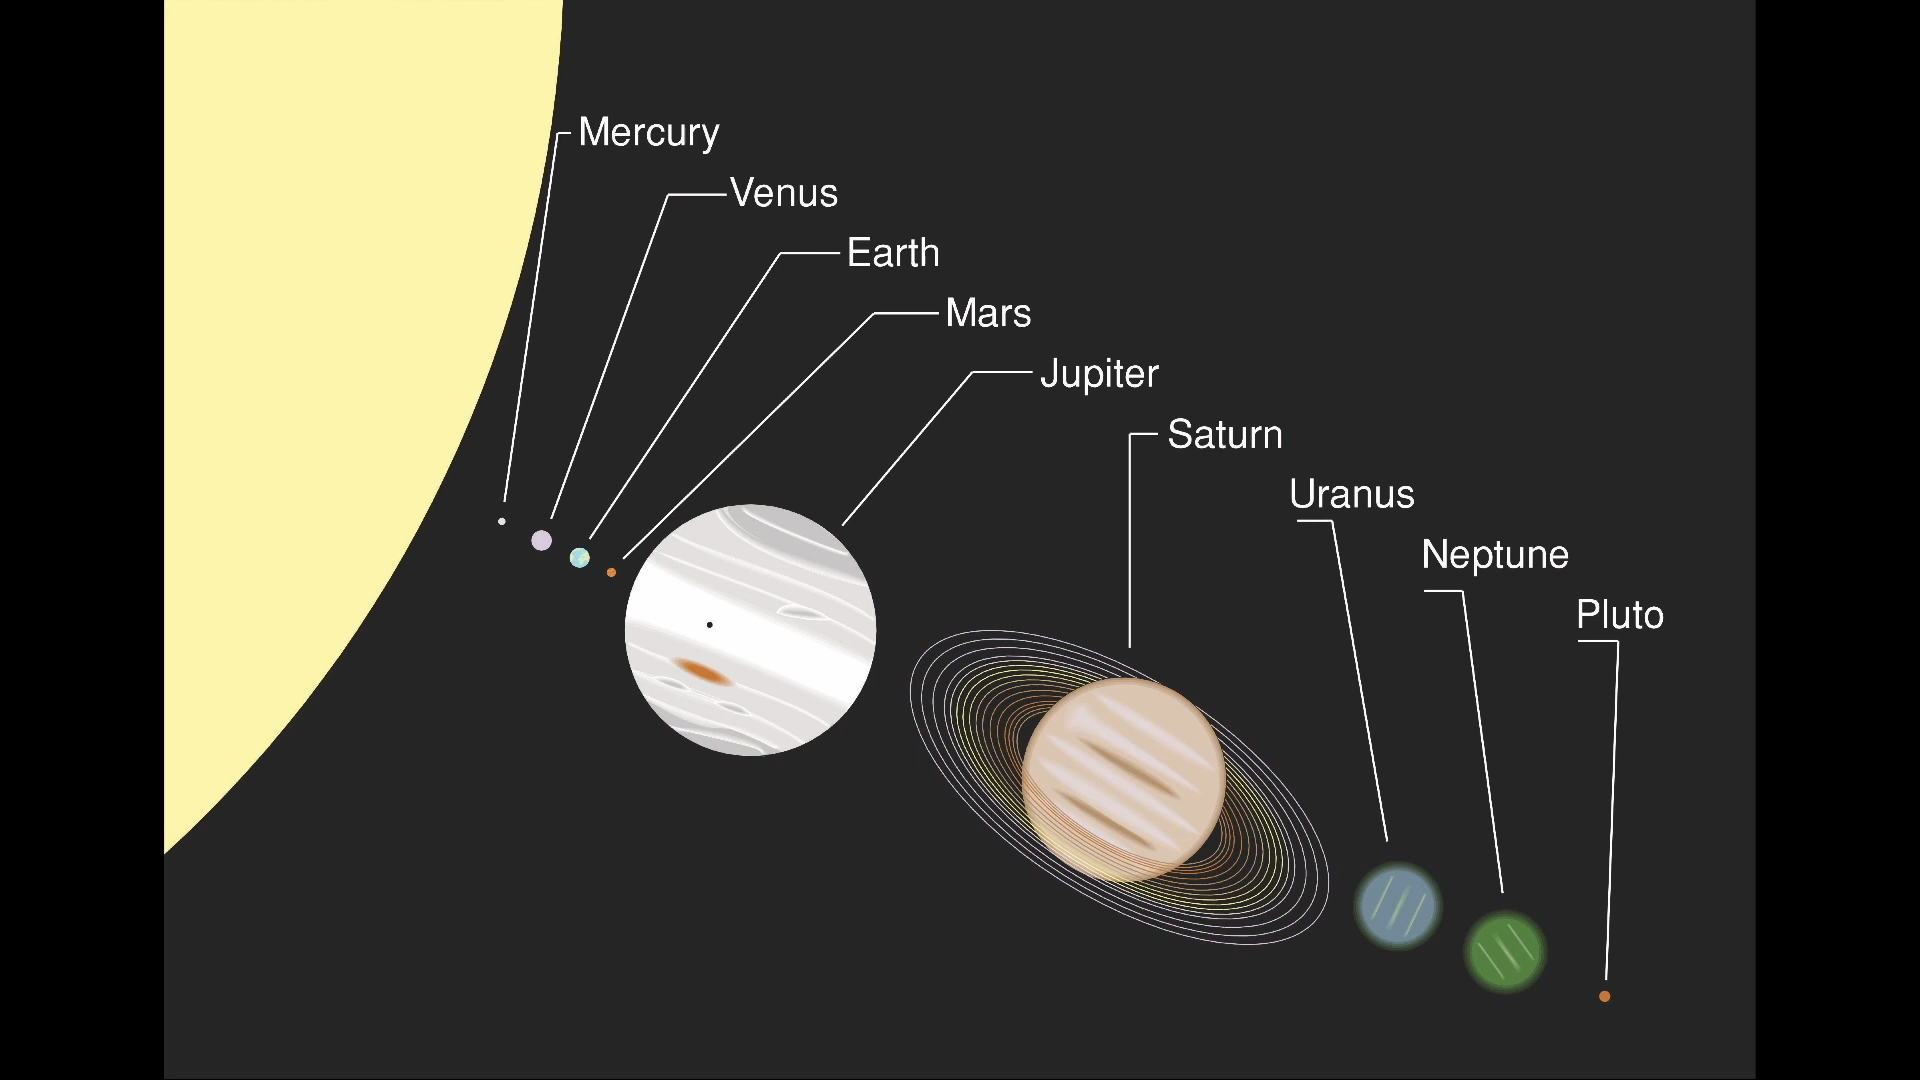 Mercury
Venus
Earth
Mars
Jupiter
Saturn
Uranus
Neptune
Pluto